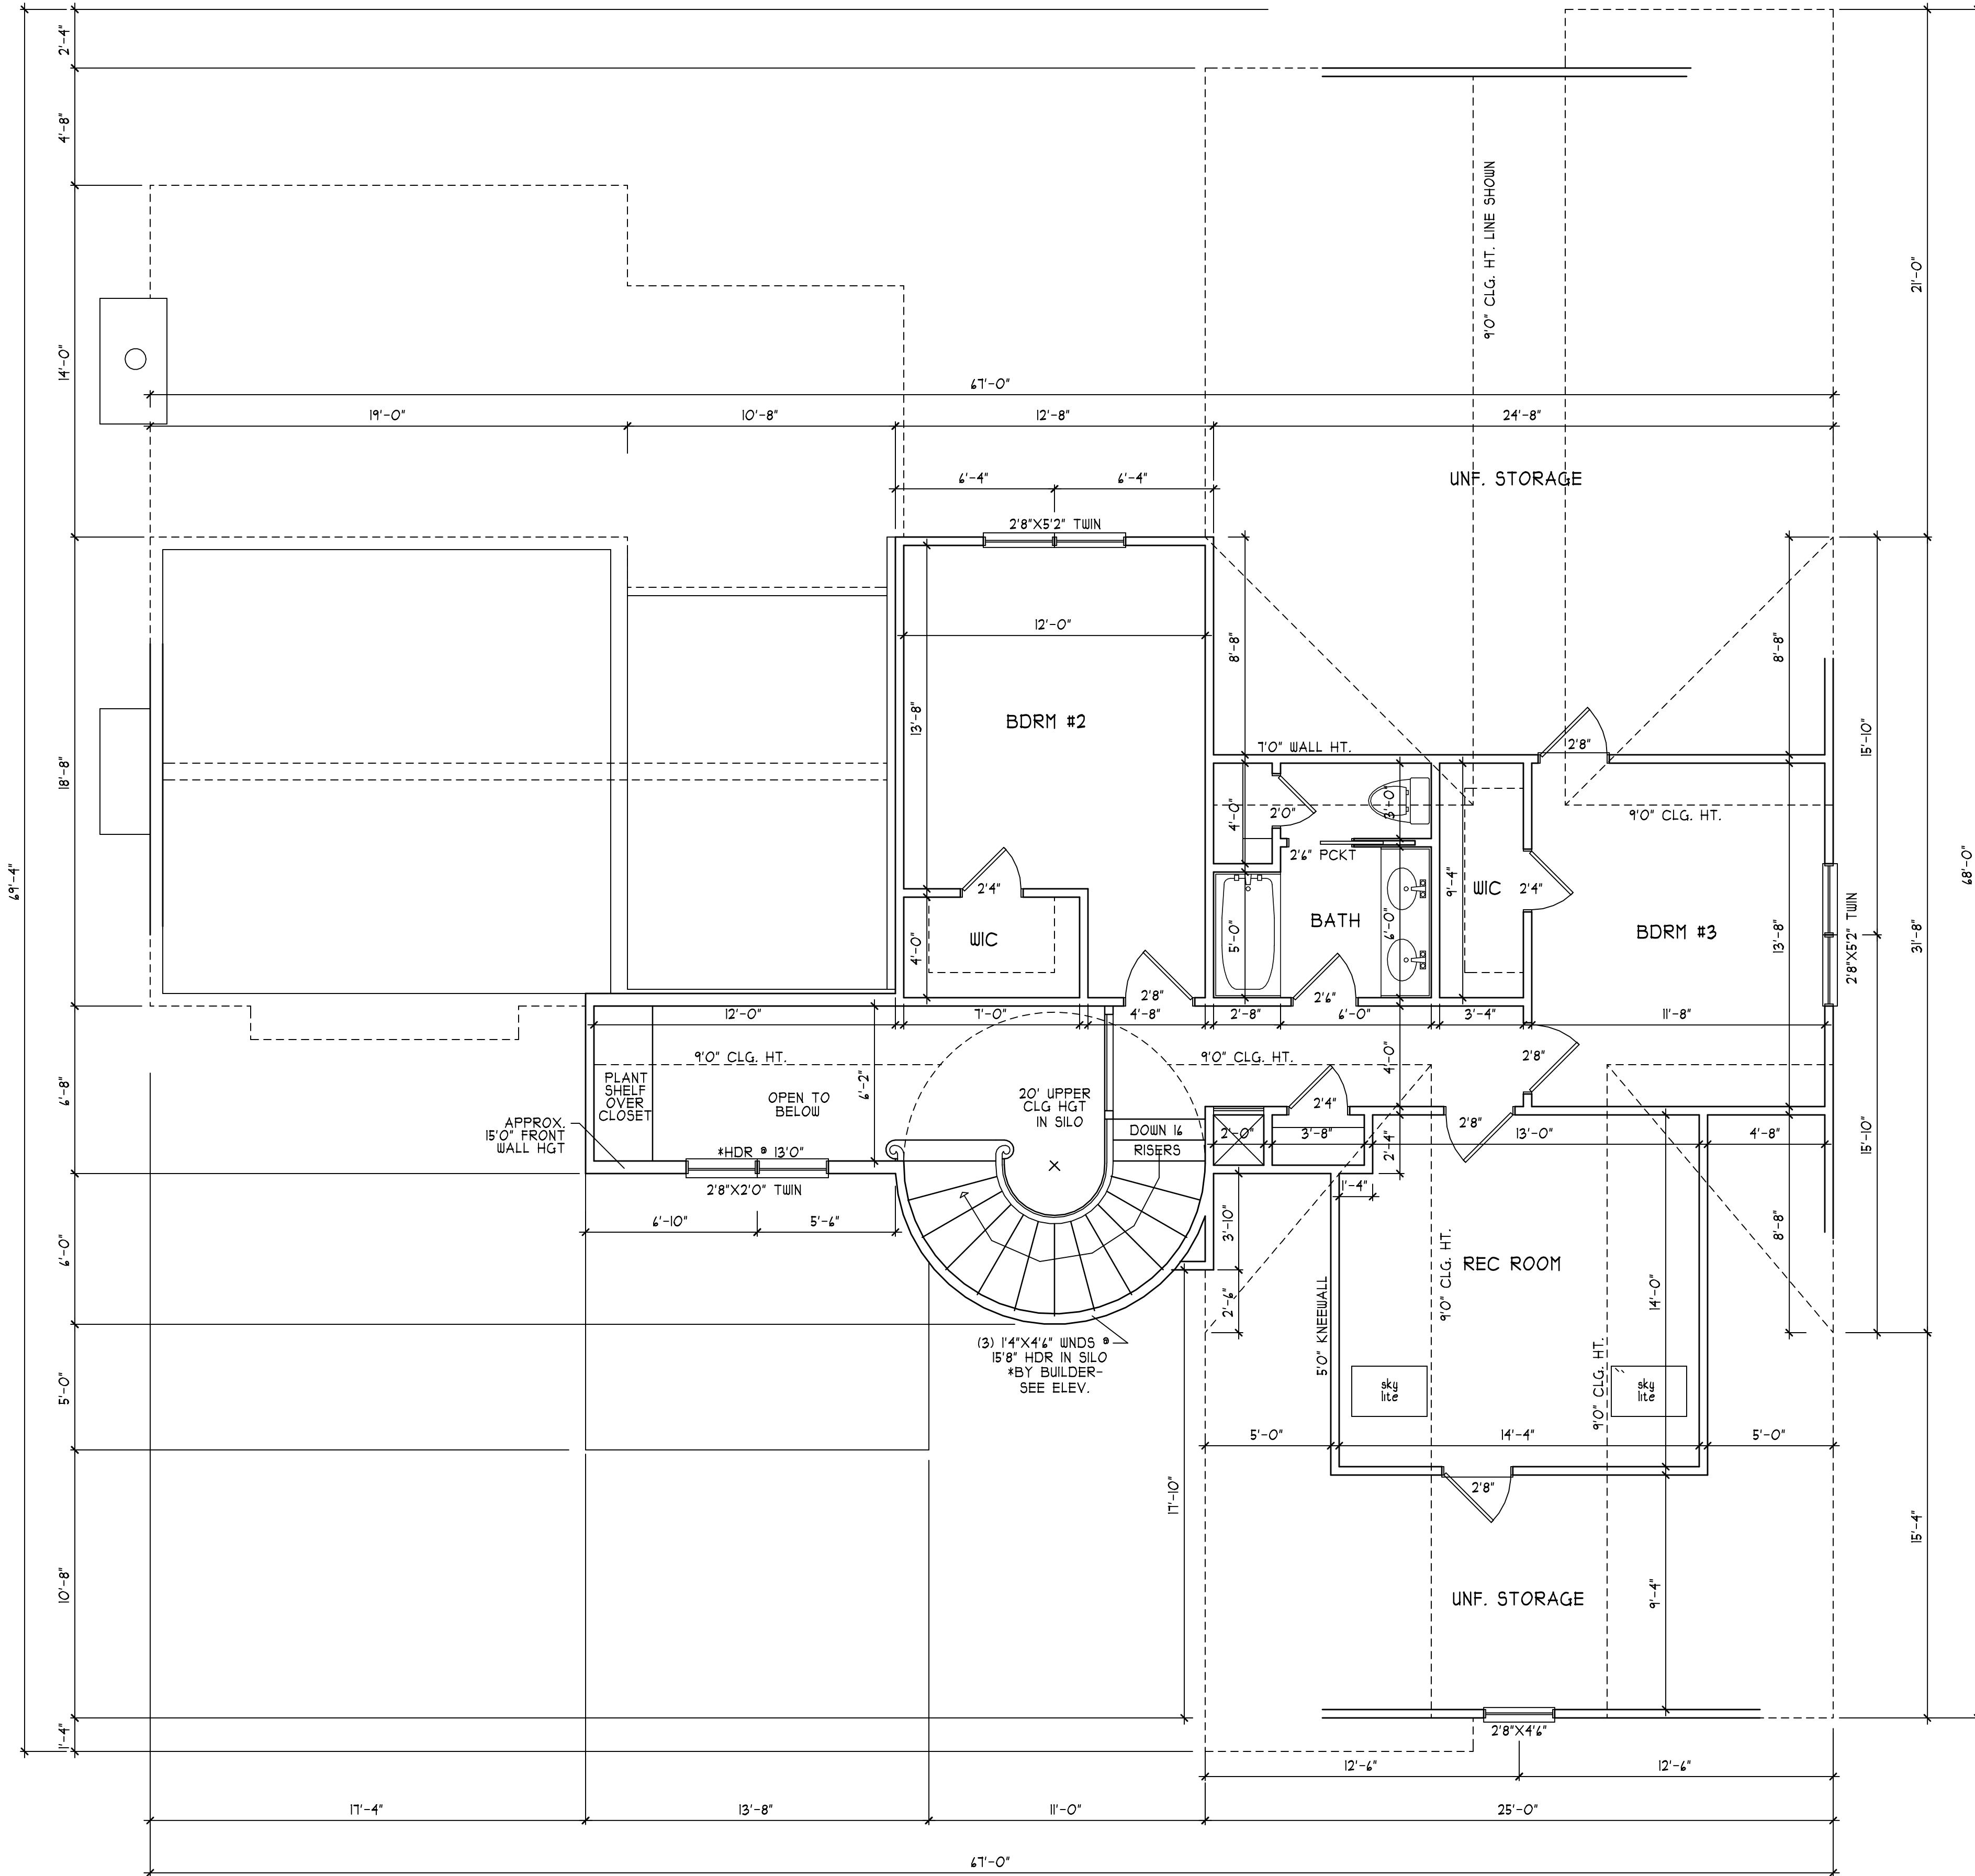 2'-4"
4'-8"
9'0" CLG. HT. LINE SHOWN
21'-0"
14'-0"
67'-0"
19'-0"
10'-8"
12'-8"
24'-8"
6'-4"
6'-4"
UNF. STORAGE
2'8"X5'2" TWIN
12'-0"
8'-8"
8'-8"
13'-8"
BDRM #2
15'-10"
7'0" WALL HT.
2'8"
18'-8"
4'-0"
2'0"
3'-0"
9'0" CLG. HT.
2'6" PCKT
69'-4"
68'-0"
2'4"
9'-4"
WIC
2'4"
BATH
6'-0"
5'-0"
BDRM #3
13'-8"
2'8"X5'2" TWIN
31'-8"
4'-0"
WIC
2'8"
2'6"
12'-0"
7'-0"
4'-8"
2'-8"
6'-0"
3'-4"
11'-8"
9'0" CLG. HT.
9'0" CLG. HT.
4'-0"
2'8"
6'-8"
PLANT
SHELF
OVER
CLOSET
OPEN TO
BELOW
6'-2"
20' UPPER
CLG HGT
IN SILO
2'4"
2'8"
APPROX.
15'0" FRONT
WALL HGT
*HDR @ 13'0"
DOWN 16
RISERS
2'-0"
3'-8"
2'-4"
13'-0"
4'-8"
15'-10"
2'8"X2'0" TWIN
1'-4"
6'-10"
5'-6"
3'-10"
8'-8"
6'-0"
9'0" CLG. HT.
REC ROOM
2'-6"
5'0" KNEEWALL
14'-0"
(3) 1'4"X4'6" WNDS @
15'8" HDR IN SILO
*BY BUILDER-
SEE ELEV.
5'-0"
sky
lite
9'0" CLG. HT.
sky
lite
5'-0"
14'-4"
5'-0"
17'-10"
2'8"
15'-4"
10'-8"
UNF. STORAGE
9'-4"
1'-4"
2'8"X4'6"
12'-6"
12'-6"
17'-4"
13'-8"
11'-0"
25'-0"
67'-0"